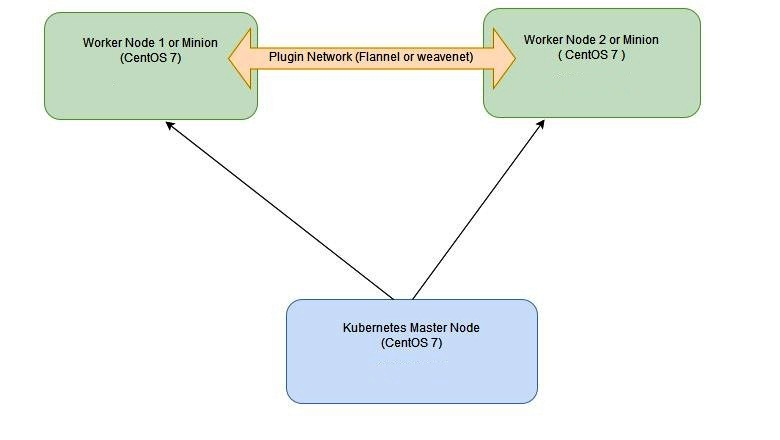 Worker Node 1 or Minion
(CentOS 7)
Plugin Network (Flannel or weavenet)
Worker Node 2 or Minion
( CentOS 7 )
Kubernetes Master Node
(CentOS 7)